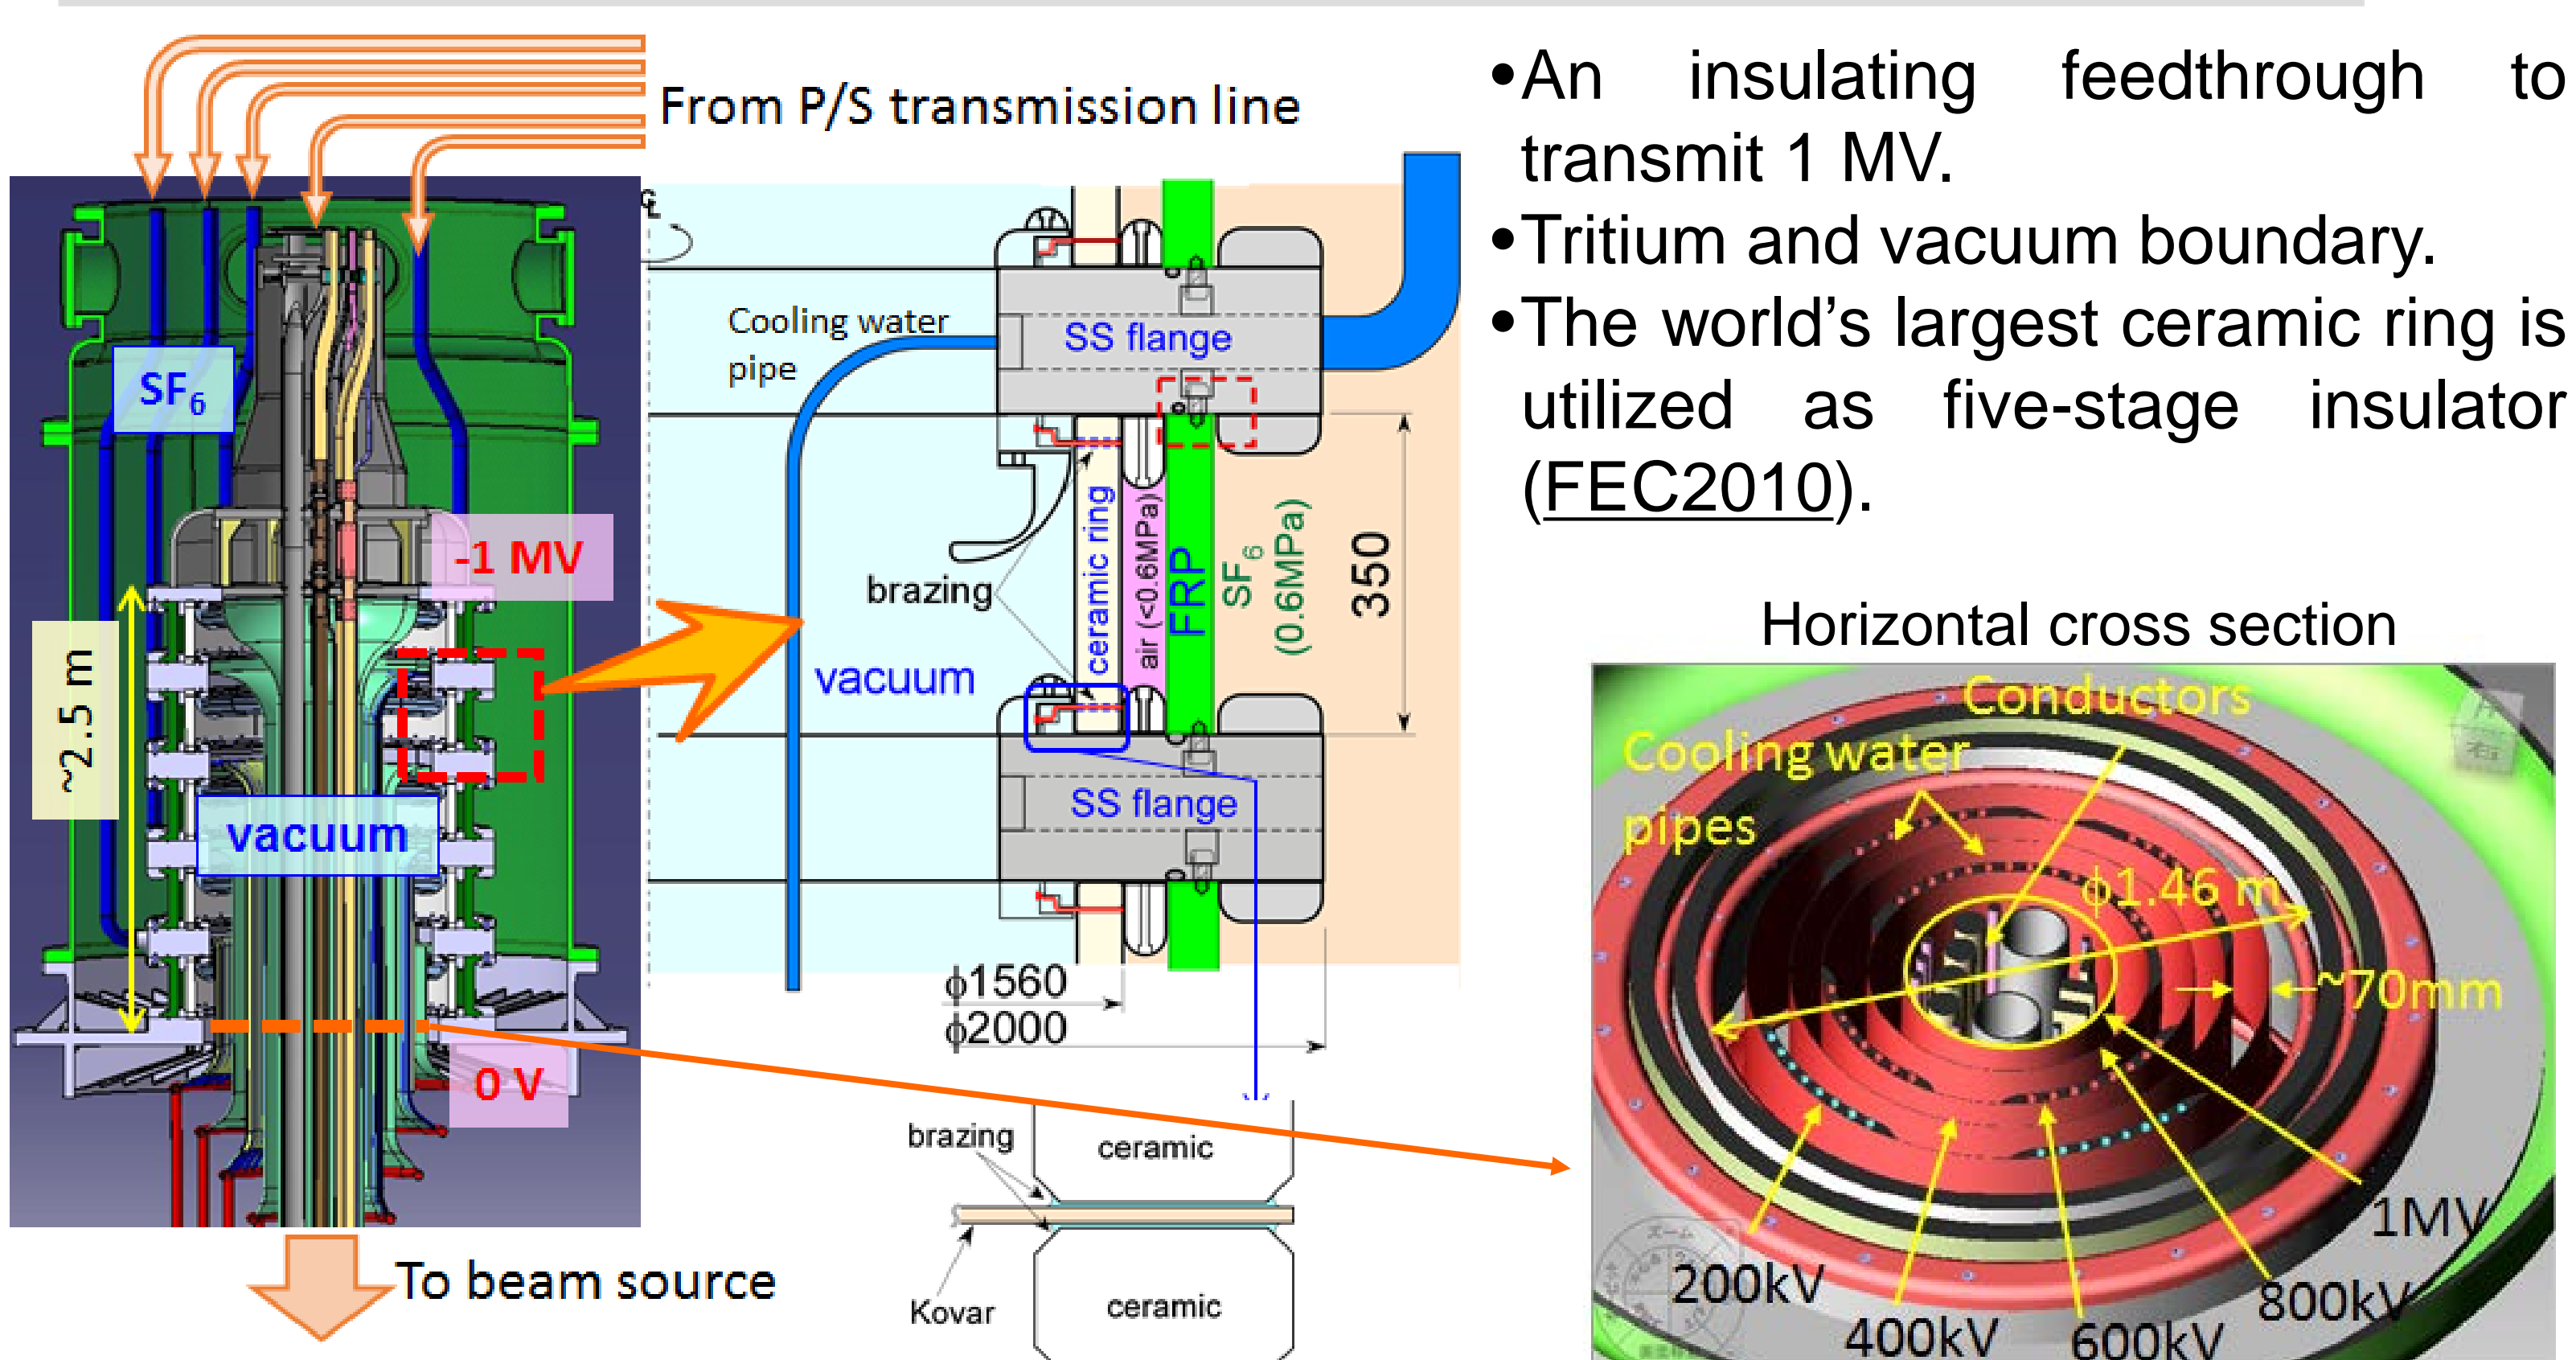 From P/S transmission line
SF6
-1 MV
~2.5 m
vacuum
0 V
To beam source
℄
Cooling water
pipe
SS flange
brazing
ceramic ring
air (<0.6MPa)
FRP
SF6
(0.6MPa)
350
vacuum
SS flange
ϕ1560
ϕ2000
brazing
ceramic
Kovar
ceramic
•An insulating feedthrough to
transmit 1 MV.
•Tritium and vacuum boundary.
•The world's largest ceramic ring is
utilized as five-stage insulator
(FEC2010).
Horizontal cross section
Conductors
Cooling water
pipes
ϕ1.46 m
~70mm
1MV
200kV
800kV
400kV
600kV
ズーム